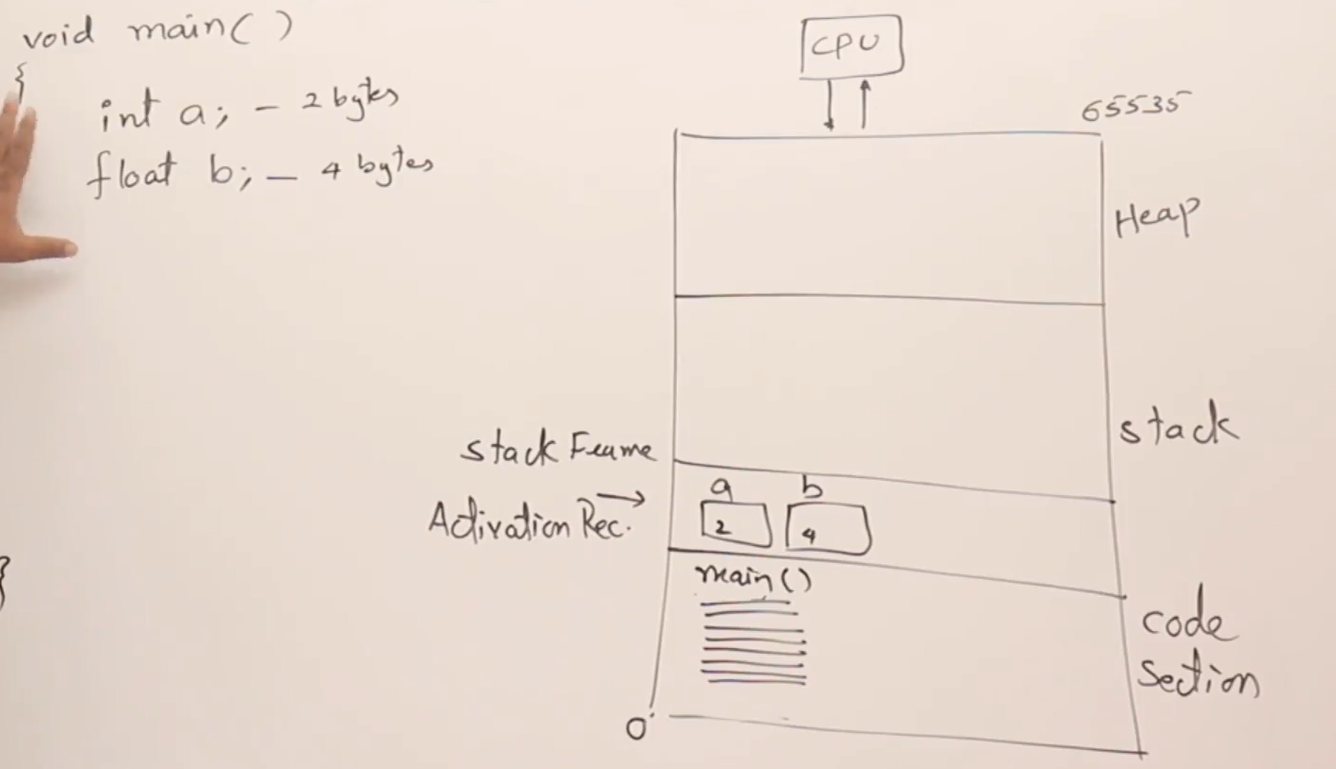 void main()
{
int a; - 2 bytes
float b; - 4 bytes
}
CPU
65535
Heap
stack
stack Frame
Activation Rec. →
a b
2 4
main()
code
Section
0